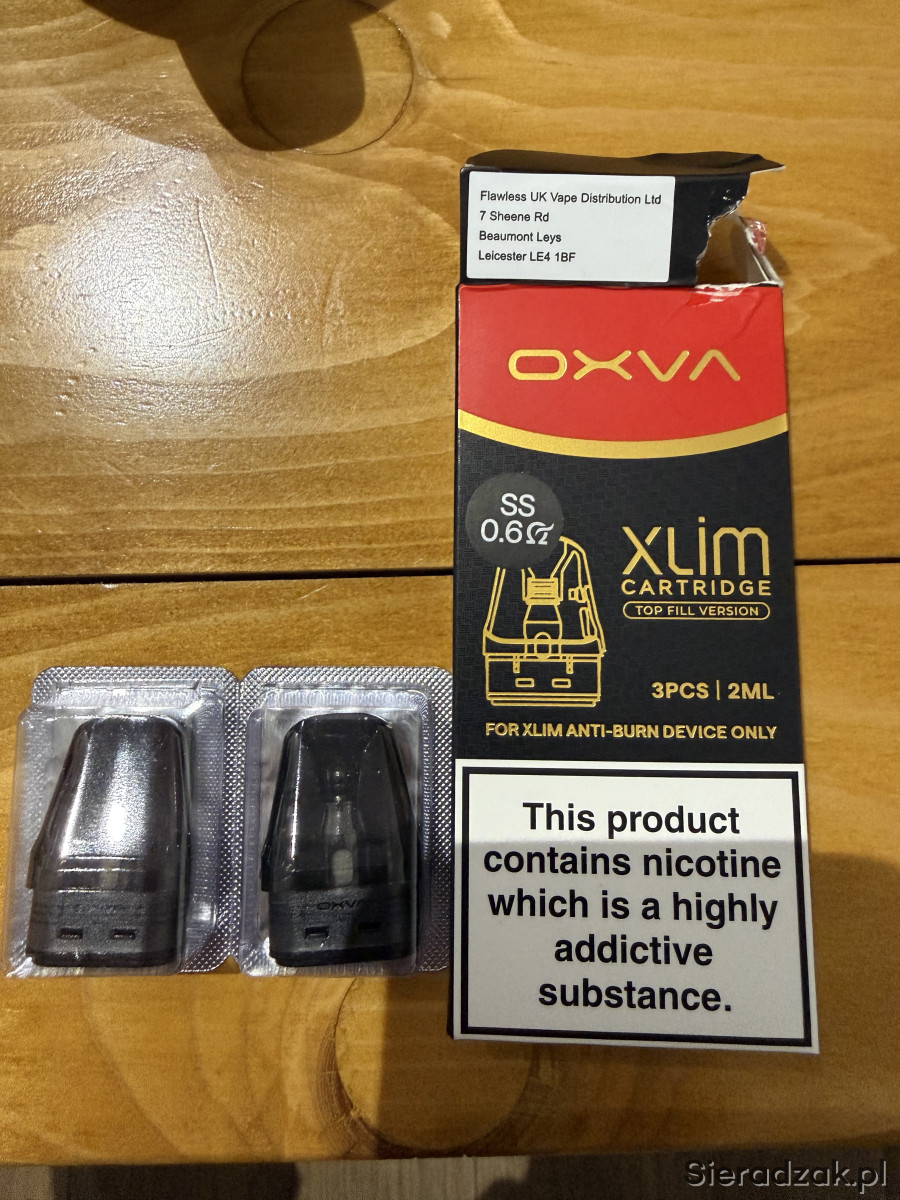 Flawless UK Vape Distribution Ltd
7 Sheene Rd
Beaumont Leys
Leicester LE4 1BF
OXVA
SS
0.6Ω
XLIM
CARTRIDGE
TOP FILL VERSION
3PCS | 2ML
FOR XLIM ANTI-BURN DEVICE ONLY
This product
contains nicotine
which is a highly
addictive
substance.
OXVA
Sieradzak.pl